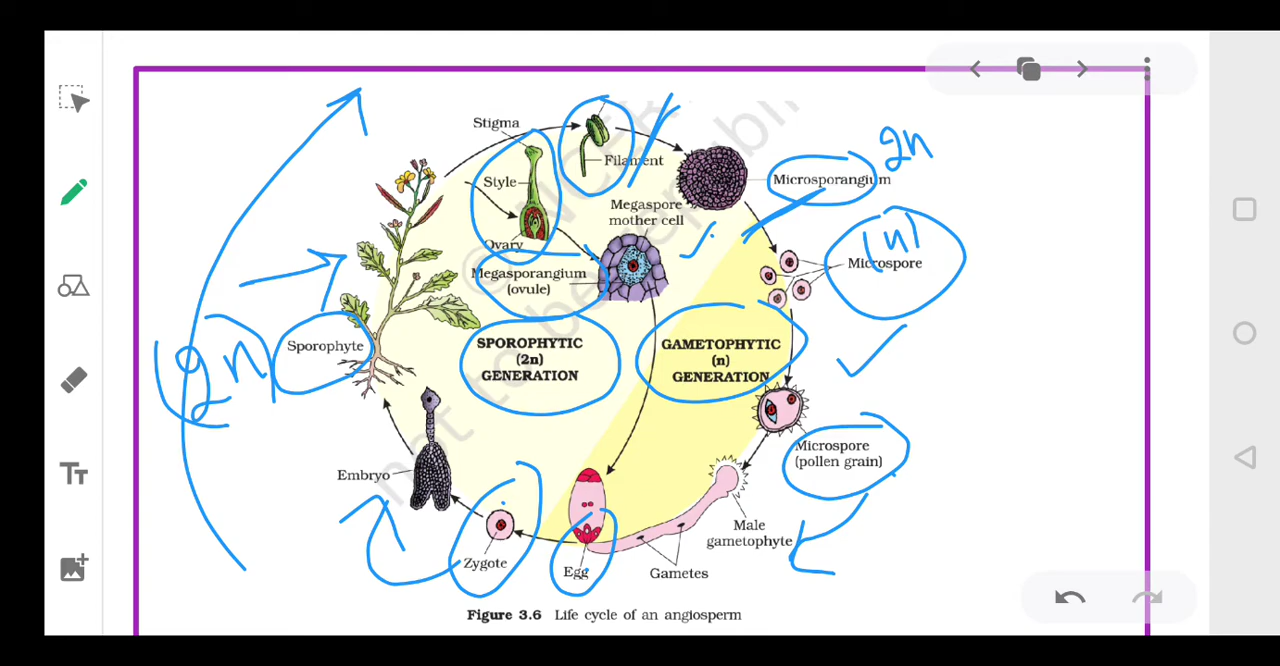 Stigma
Filament
Style
2n
Microsporangium
Megaspore
mother cell
Ovary
(n)
Microspore
Megasporangium
(ovule)
(2n)
Sporophyte
SPOROPHYTIC
(2n)
GENERATION
GAMETOPHYTIC
(n)
GENERATION
Microspore
(pollen grain)
Embryo
Male
gametophyte
Zygote
Egg
Gametes
Figure 3.6 Life cycle of an angiosperm
Tт